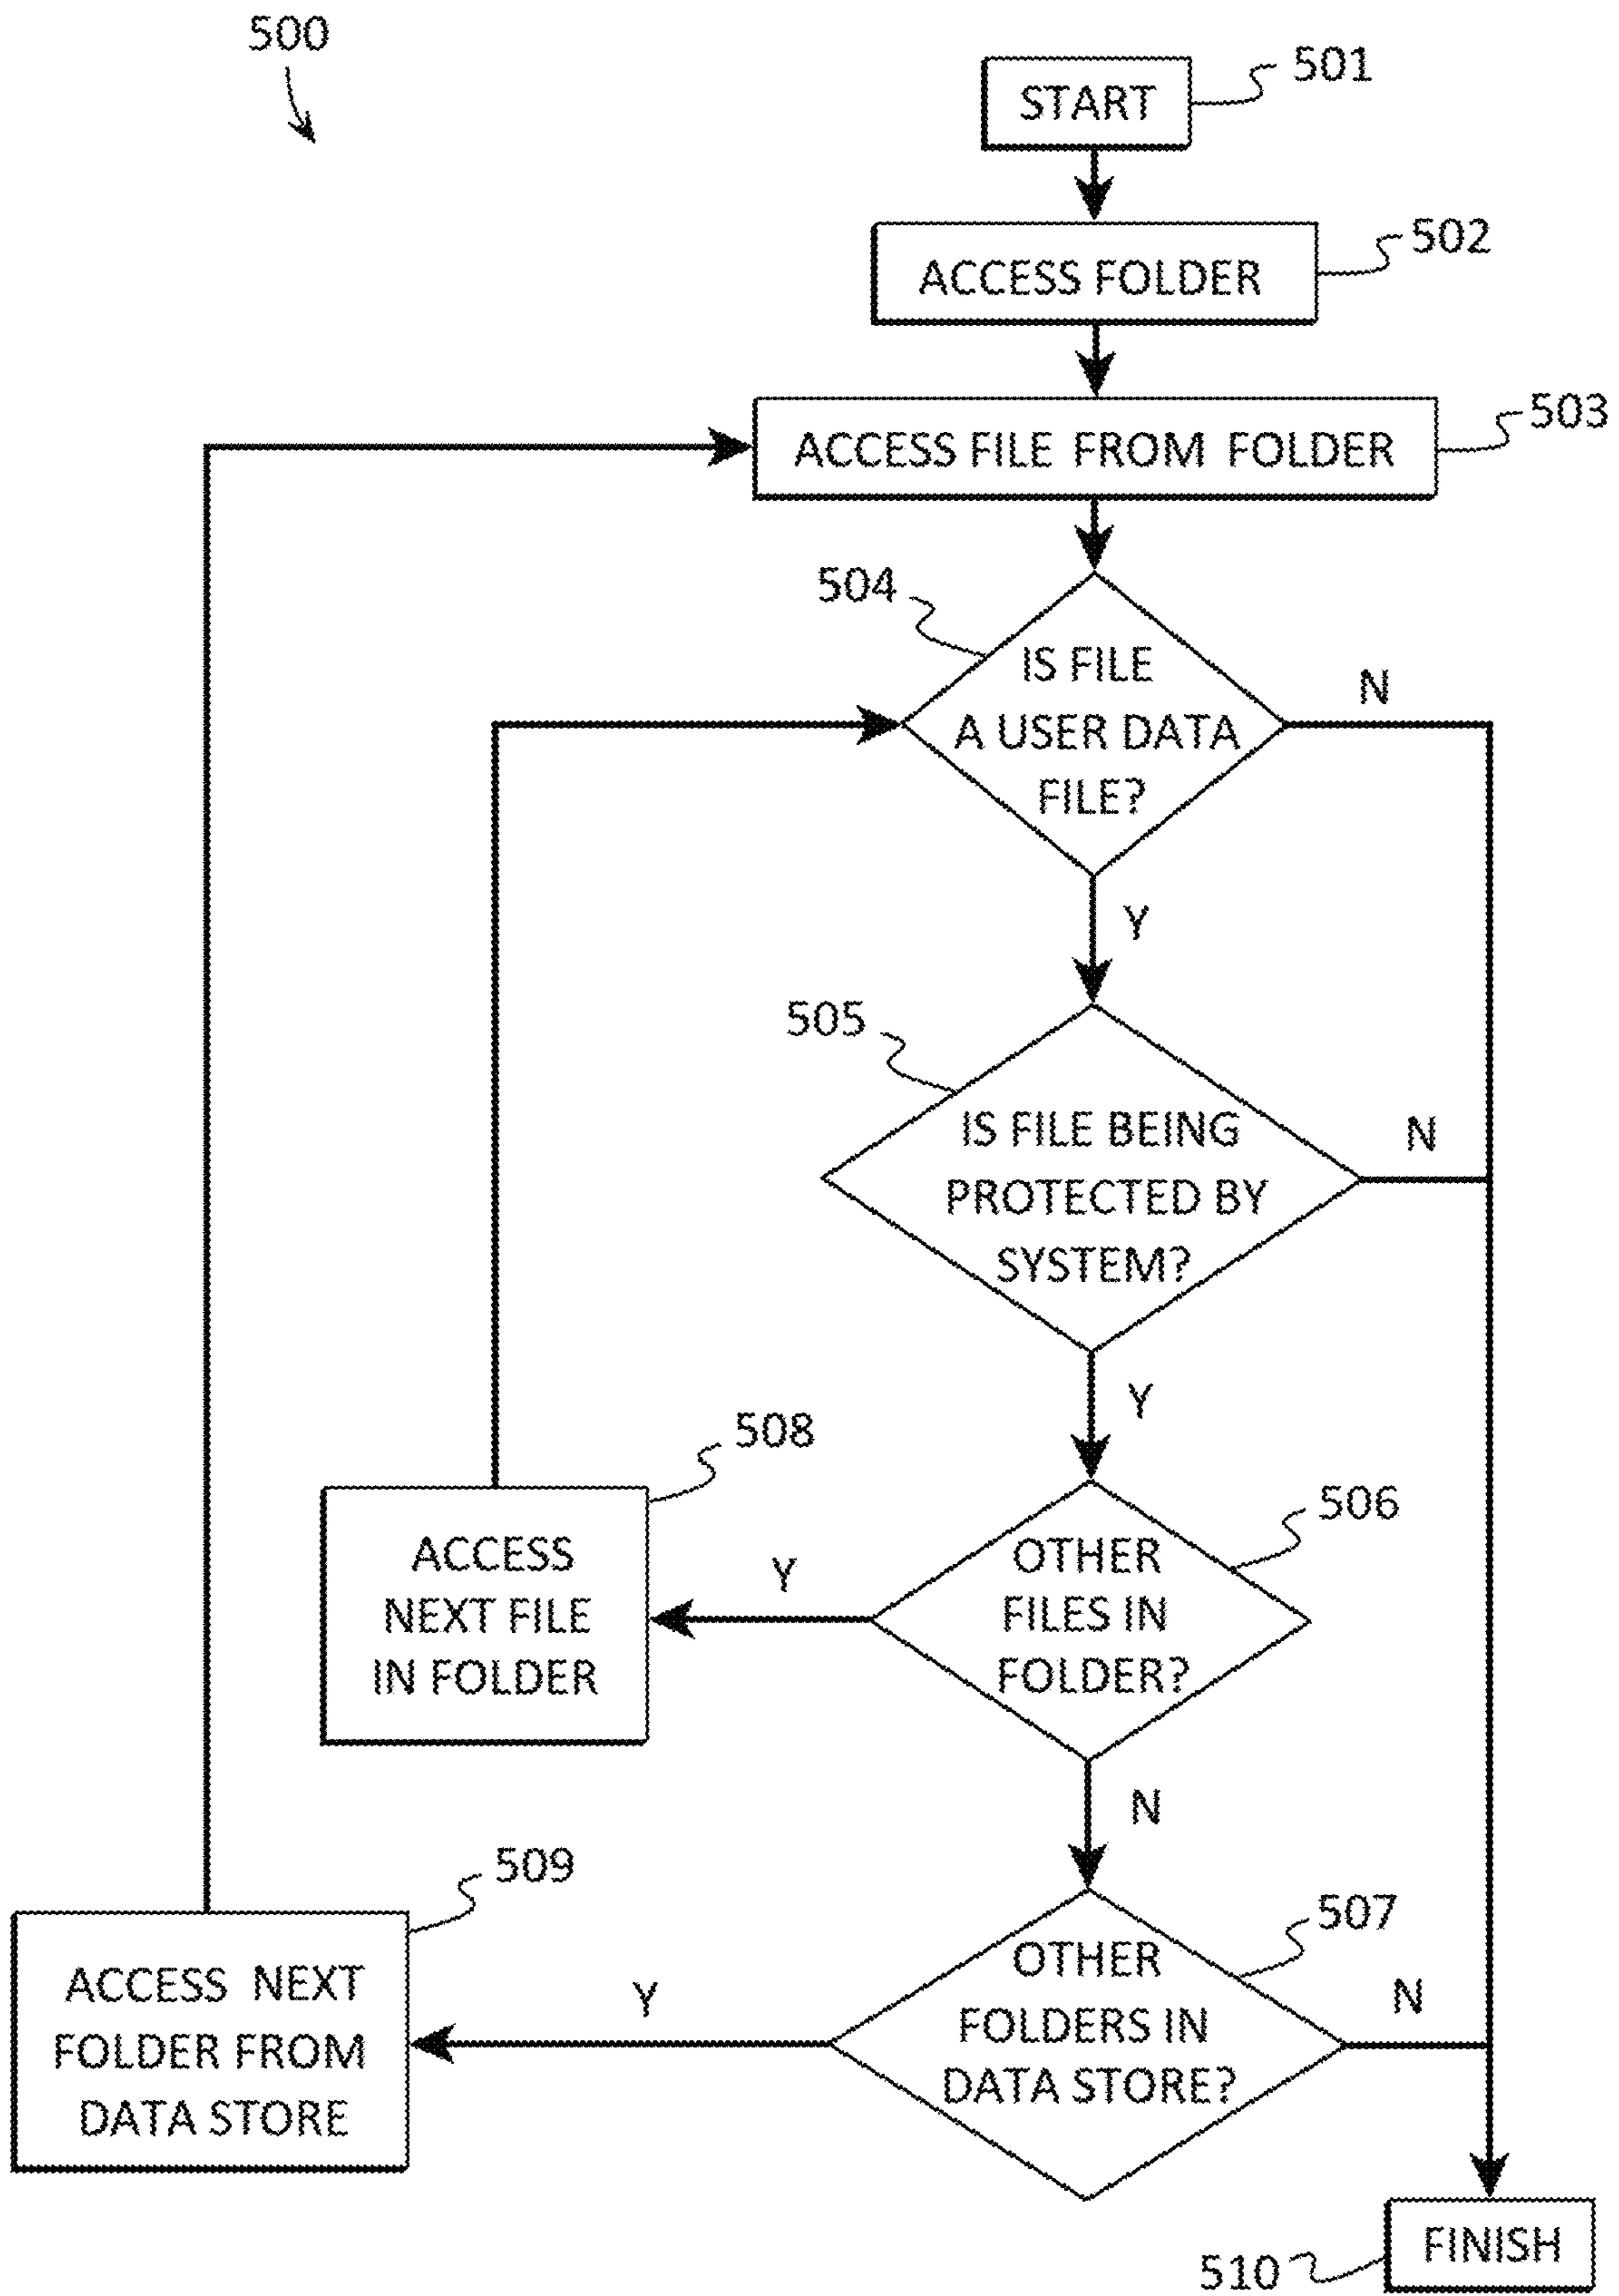 500
501
START
502
ACCESS FOLDER
503
ACCESS FILE FROM FOLDER
504
IS FILE
A USER DATA
FILE?
N
Y
505
IS FILE BEING
PROTECTED BY
SYSTEM?
N
Y
508
ACCESS
NEXT FILE
IN FOLDER
Y
506
OTHER
FILES IN
FOLDER?
N
509
ACCESS NEXT
FOLDER FROM
DATA STORE
Y
507
OTHER
FOLDERS IN
DATA STORE?
N
FINISH
510